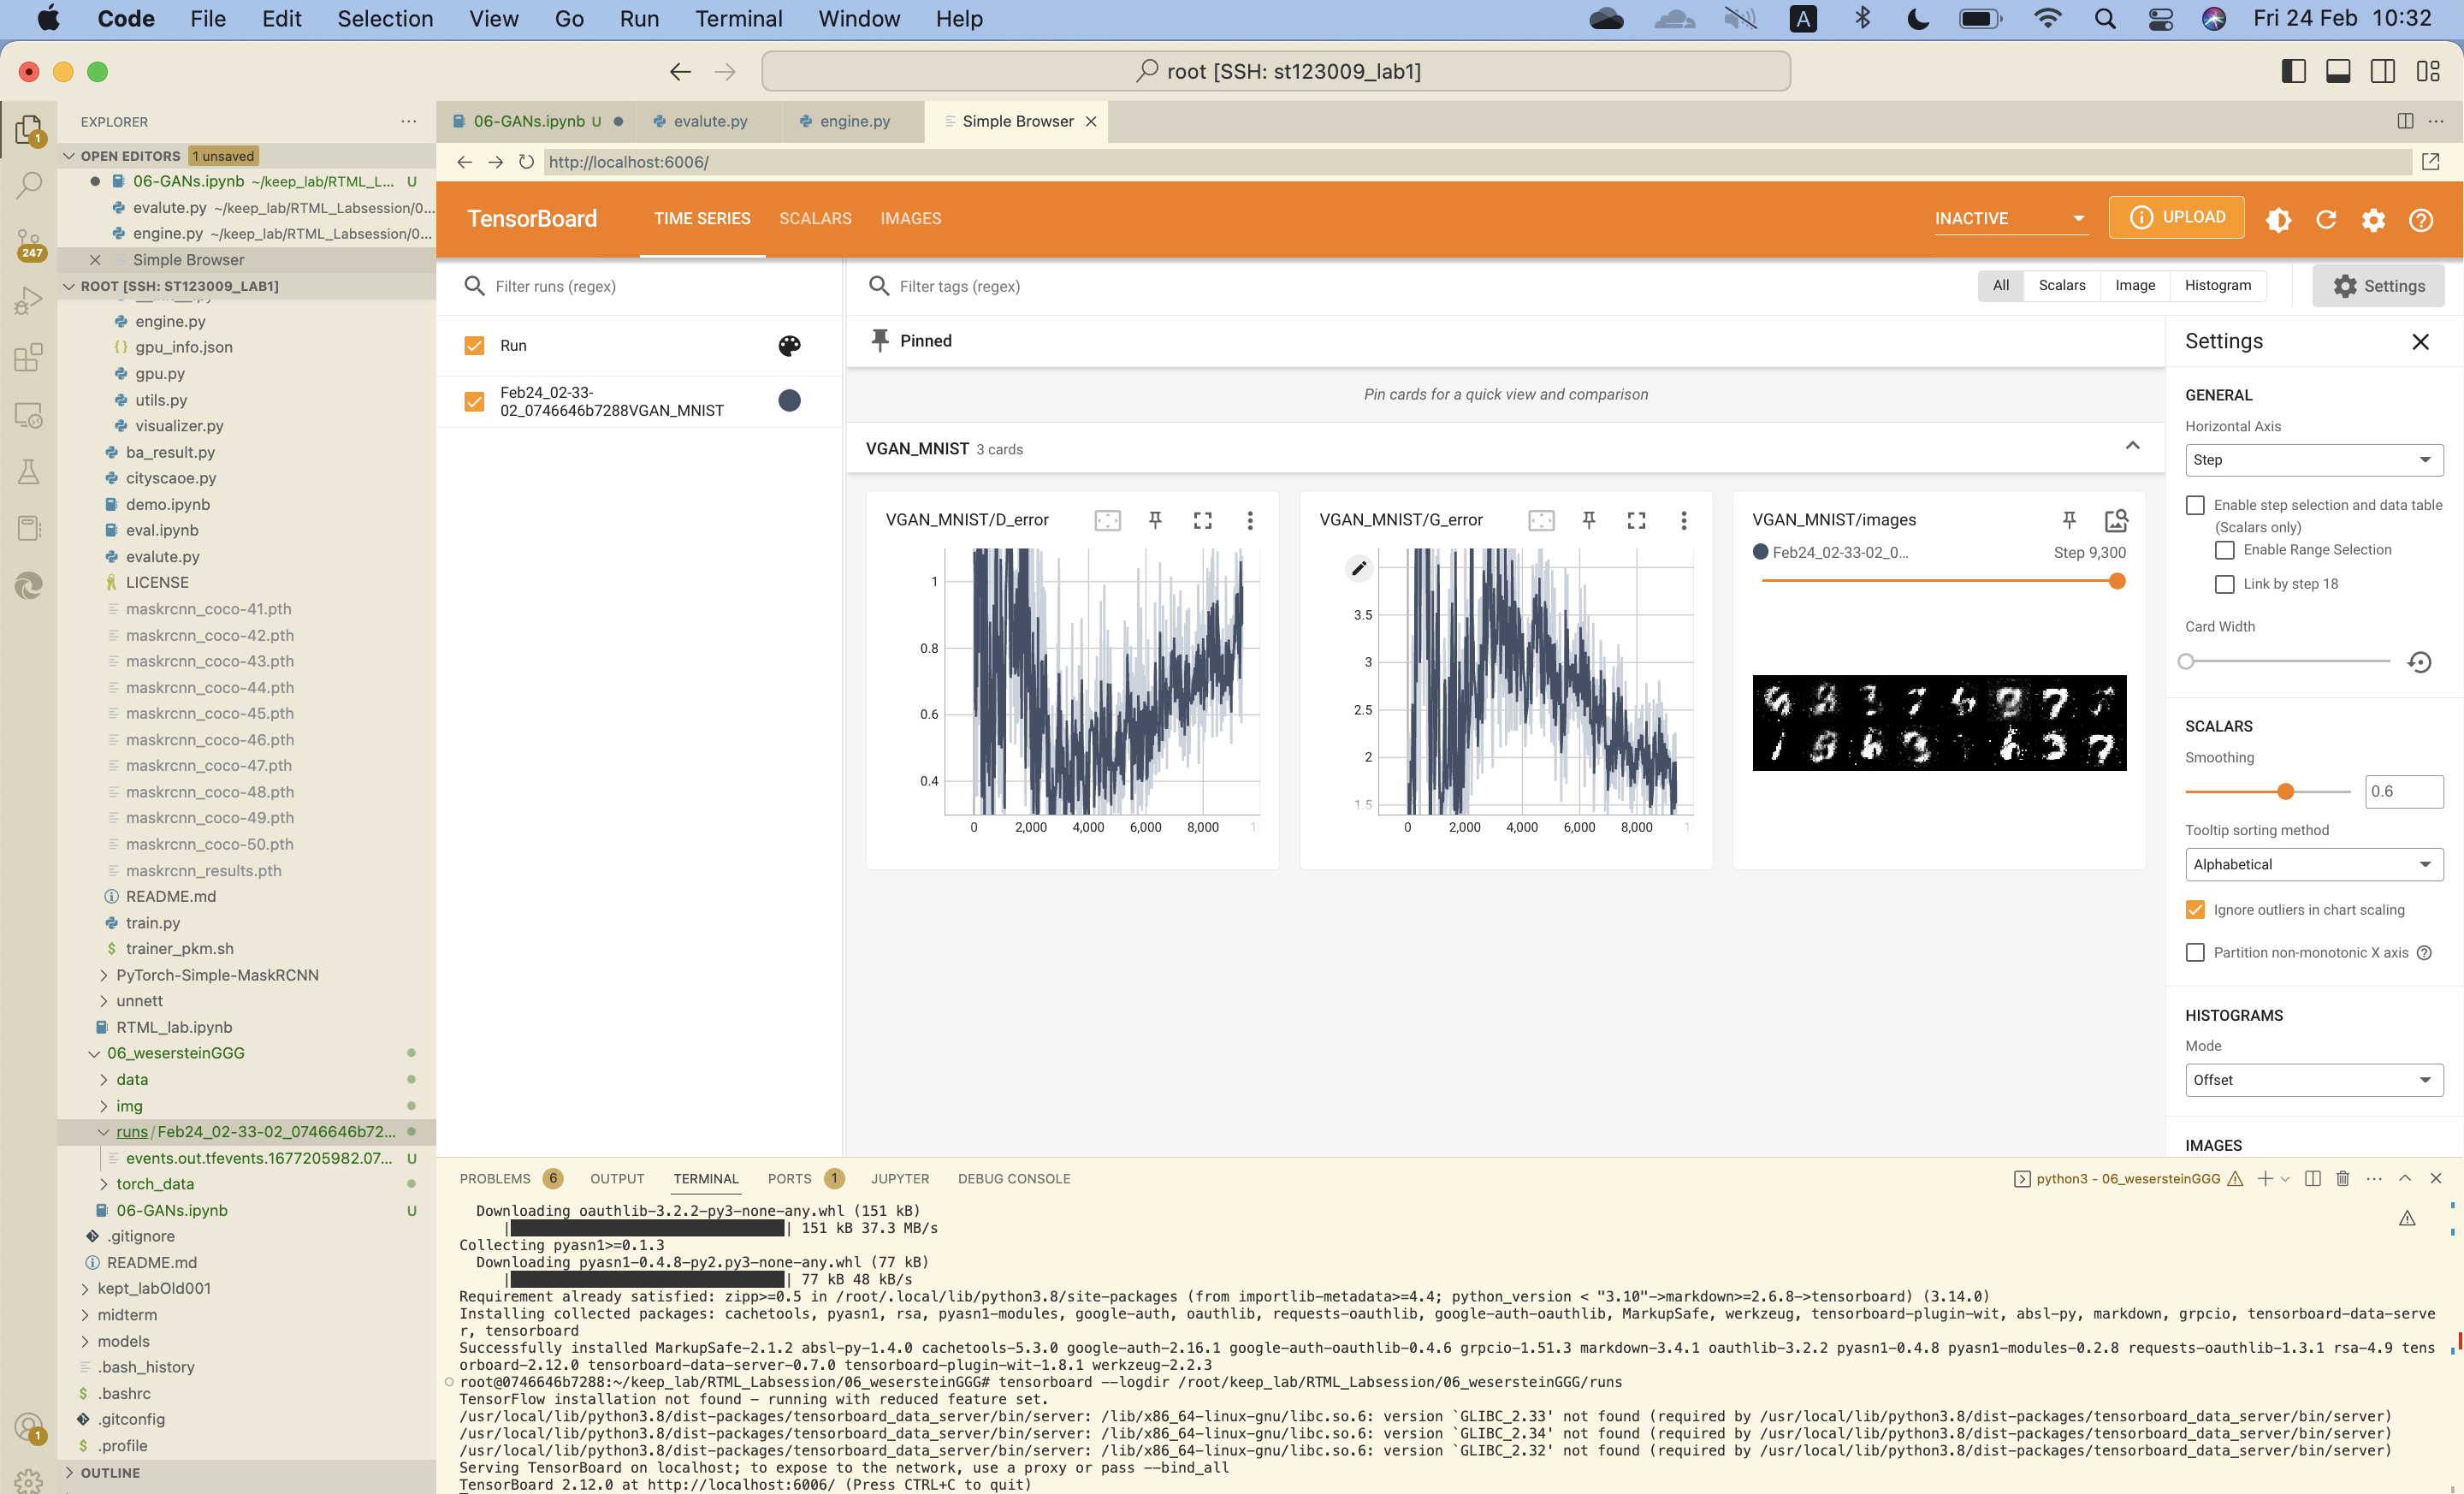 Code File Edit Selection View Go Run Terminal Window Help A Fri 24 Feb 10:32
root [SSH: st123009_lab1]
EXPLORER
OPEN EDITORS 1 unsaved
06-GANs.ipynb ~/keep_lab/RTML_L... U
evalute.py ~/keep_lab/RTML_Labsession/0...
engine.py ~/keep_lab/RTML_Labsession/0...
Simple Browser
ROOT [SSH: ST123009_LAB1]
engine.py
gpu_info.json
gpu.py
utils.py
visualizer.py
ba_result.py
cityscaoe.py
demo.ipynb
eval.ipynb
evalute.py
LICENSE
maskrcnn_coco-41.pth
maskrcnn_coco-42.pth
maskrcnn_coco-43.pth
maskrcnn_coco-44.pth
maskrcnn_coco-45.pth
maskrcnn_coco-46.pth
maskrcnn_coco-47.pth
maskrcnn_coco-48.pth
maskrcnn_coco-49.pth
maskrcnn_coco-50.pth
maskrcnn_results.pth
README.md
train.py
$ trainer_pkm.sh
PyTorch-Simple-MaskRCNN
unnett
RTML_lab.ipynb
06_wesersteinGGG
data
img
runs / Feb24_02-33-02_0746646b72...
events.out.tfevents.1677205982.07... U
torch_data
06-GANs.ipynb U
.gitignore
README.md
kept_labOld001
midterm
models
.bash_history
$ .bashrc
.gitconfig
$ .profile
OUTLINE
1
247
1
06-GANs.ipynb U evalute.py engine.py Simple Browser
http://localhost:6006/
TensorBoard TIME SERIES SCALARS IMAGES INACTIVE UPLOAD
Filter runs (regex)
Run
Feb24_02-33-
02_0746646b7288VGAN_MNIST
Filter tags (regex) All Scalars Image Histogram Settings
Pinned
Pin cards for a quick view and comparison
VGAN_MNIST 3 cards
VGAN_MNIST/D_error
1
0.8
0.6
0.4
0 2,000 4,000 6,000 8,000
VGAN_MNIST/G_error
3.5
3
2.5
2
1.5
0 2,000 4,000 6,000 8,000
VGAN_MNIST/images
Feb24_02-33-02_0... Step 9,300
Settings
GENERAL
Horizontal Axis
Step
Enable step selection and data table
(Scalars only)
Enable Range Selection
Link by step 18
Card Width
SCALARS
Smoothing
0.6
Tooltip sorting method
Alphabetical
Ignore outliers in chart scaling
Partition non-monotonic X axis
HISTOGRAMS
Mode
Offset
IMAGES
PROBLEMS 6 OUTPUT TERMINAL PORTS 1 JUPYTER DEBUG CONSOLE python3 - 06_wesersteinGGG
Downloading oauthlib-3.2.2-py3-none-any.whl (151 kB)
| | 151 kB 37.3 MB/s
Collecting pyasn1>=0.1.3
Downloading pyasn1-0.4.8-py2.py3-none-any.whl (77 kB)
| | 77 kB 48 kB/s
Requirement already satisfied: zipp>=0.5 in /root/.local/lib/python3.8/site-packages (from importlib-metadata>=4.4; python_version < "3.10"->markdown>=2.6.8->tensorboard) (3.14.0)
Installing collected packages: cachetools, pyasn1, rsa, pyasn1-modules, google-auth, oauthlib, requests-oauthlib, google-auth-oauthlib, MarkupSafe, werkzeug, tensorboard-plugin-wit, absl-py, markdown, grpcio, tensorboard-data-serve
r, tensorboard
Successfully installed MarkupSafe-2.1.2 absl-py-1.4.0 cachetools-5.3.0 google-auth-2.16.1 google-auth-oauthlib-0.4.6 grpcio-1.51.3 markdown-3.4.1 oauthlib-3.2.2 pyasn1-0.4.8 pyasn1-modules-0.2.8 requests-oauthlib-1.3.1 rsa-4.9 tens
orboard-2.12.0 tensorboard-data-server-0.7.0 tensorboard-plugin-wit-1.8.1 werkzeug-2.2.3
root@0746646b7288:~/keep_lab/RTML_Labsession/06_wesersteinGGG# tensorboard --logdir /root/keep_lab/RTML_Labsession/06_wesersteinGGG/runs
TensorFlow installation not found - running with reduced feature set.
/usr/local/lib/python3.8/dist-packages/tensorboard_data_server/bin/server: /lib/x86_64-linux-gnu/libc.so.6: version `GLIBC_2.33' not found (required by /usr/local/lib/python3.8/dist-packages/tensorboard_data_server/bin/server)
/usr/local/lib/python3.8/dist-packages/tensorboard_data_server/bin/server: /lib/x86_64-linux-gnu/libc.so.6: version `GLIBC_2.34' not found (required by /usr/local/lib/python3.8/dist-packages/tensorboard_data_server/bin/server)
/usr/local/lib/python3.8/dist-packages/tensorboard_data_server/bin/server: /lib/x86_64-linux-gnu/libc.so.6: version `GLIBC_2.32' not found (required by /usr/local/lib/python3.8/dist-packages/tensorboard_data_server/bin/server)
Serving TensorBoard on localhost; to expose to the network, use a proxy or pass --bind_all
TensorBoard 2.12.0 at http://localhost:6006/ (Press CTRL+C to quit)